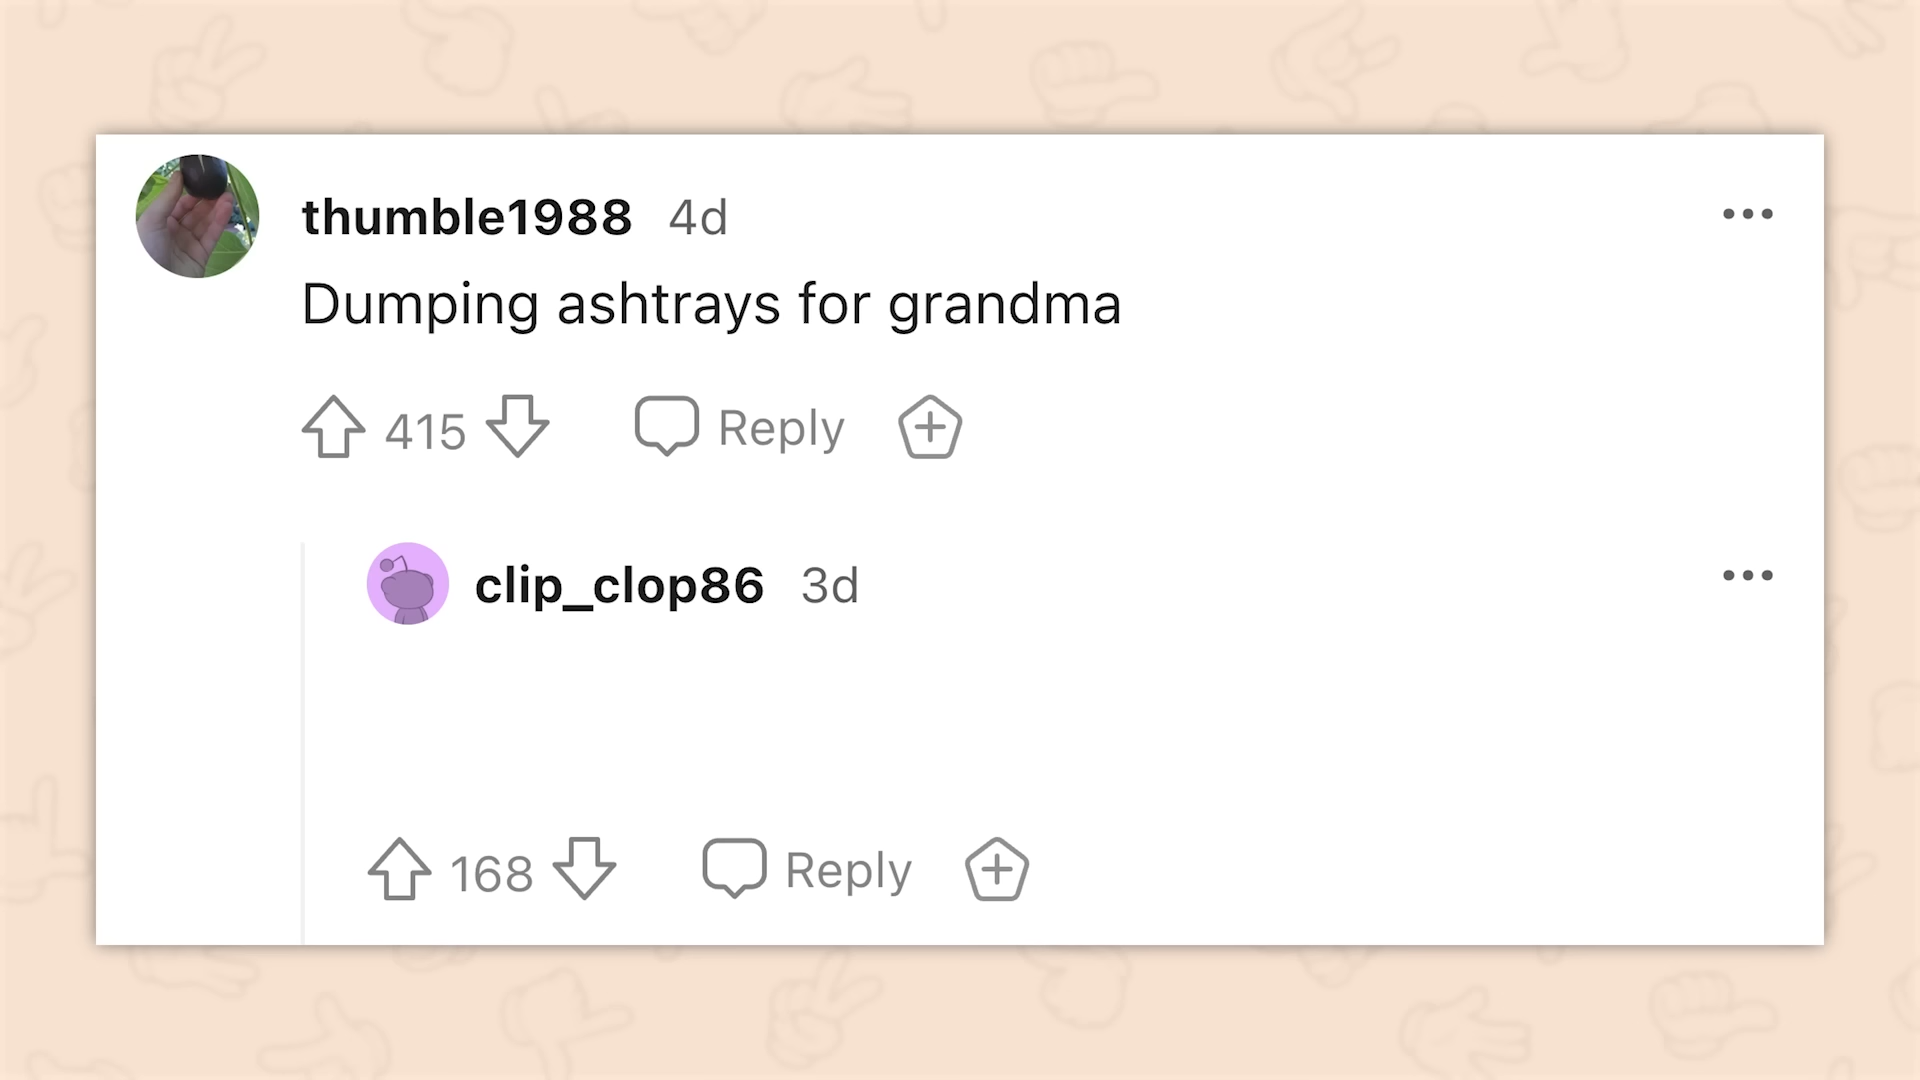 thumble1988 4d
Dumping ashtrays for grandma
415 Reply
clip_clop86 3d
168 Reply